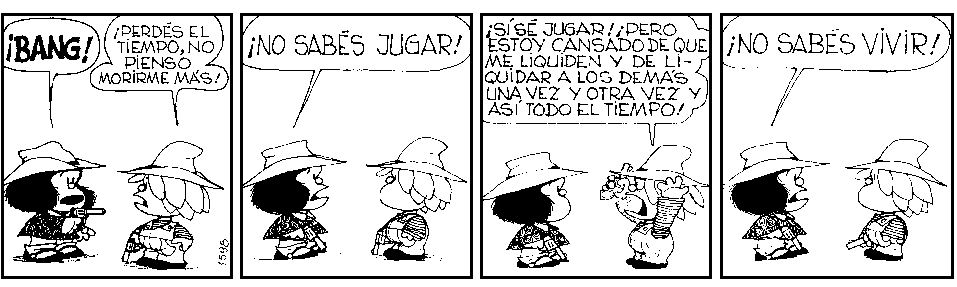 ¡BANG!
¡PERDÉS EL
TIEMPO, NO
PIENSO
MORIRME MÁS!
¡NO SABÉS JUGAR!
¡SÍ SÉ JUGAR! ¡PERO
ESTOY CANSADO DE QUE
ME LIQUIDEN Y DE LI-
QUIDAR A LOS DEMÁS
UNA VEZ Y OTRA VEZ Y
ASÍ TODO EL TIEMPO!
¡NO SABÉS VIVIR!